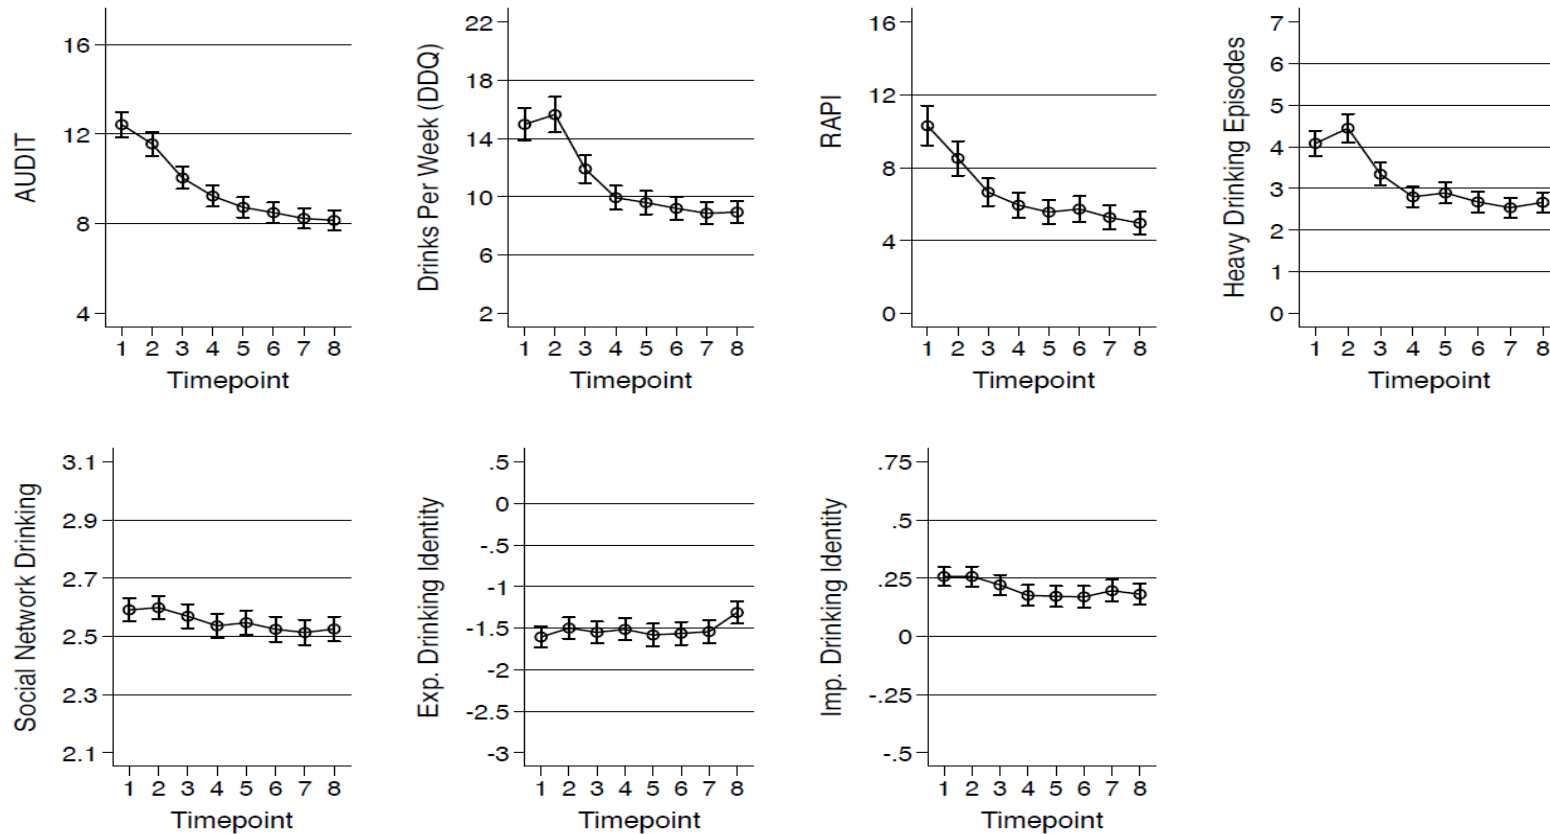 AUDIT
16
12
8
4
1 2 3 4 5 6 7 8
Timepoint
Drinks Per Week (DDQ)
22
18
14
10
6
2
1 2 3 4 5 6 7 8
Timepoint
RAPI
16
12
8
4
0
1 2 3 4 5 6 7 8
Timepoint
Heavy Drinking Episodes
7
6
5
4
3
2
1
0
1 2 3 4 5 6 7 8
Timepoint
Social Network Drinking
3.1
2.9
2.7
2.5
2.3
2.1
1 2 3 4 5 6 7 8
Timepoint
Exp. Drinking Identity
.5
0
-.5
-1
-1.5
-2
-2.5
-3
1 2 3 4 5 6 7 8
Timepoint
Imp. Drinking Identity
.75
.5
.25
0
-.25
-.5
1 2 3 4 5 6 7 8
Timepoint